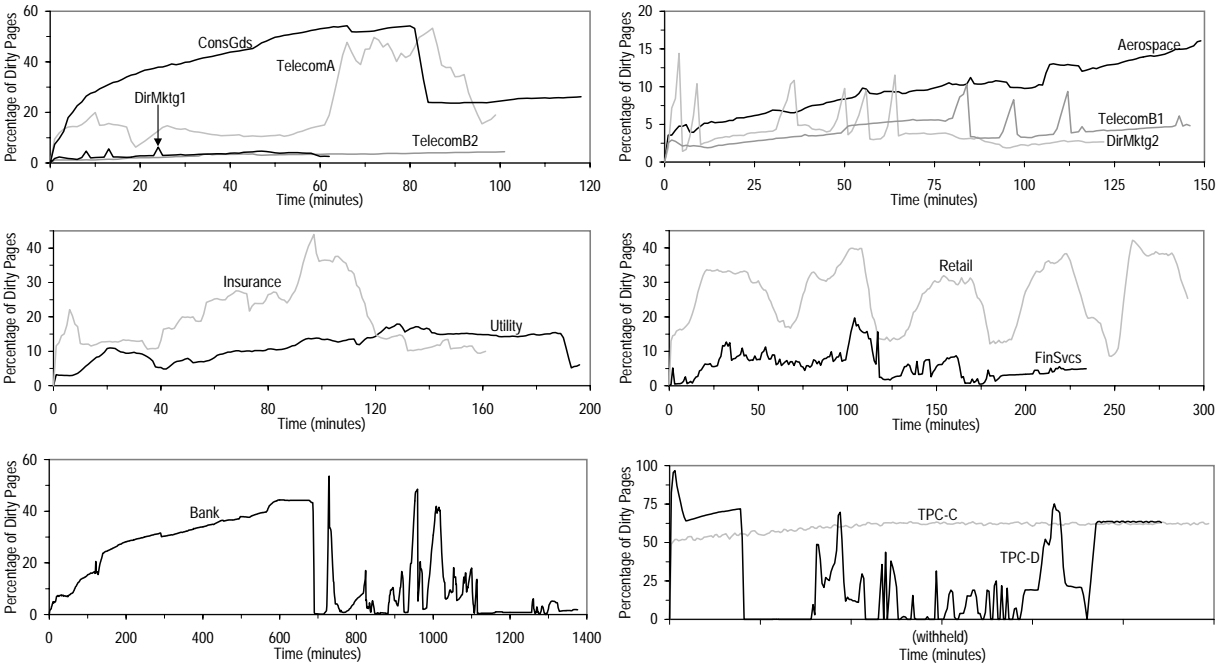 Percentage of Dirty Pages
60
40
20
0
ConsGds
TelecomA
DirMktg1
TelecomB2
0 20 40 60 80 100 120
Time (minutes)
Percentage of Dirty Pages
20
15
10
5
0
Aerospace
TelecomB1
DirMktg2
0 25 50 75 100 125 150
Time (minutes)
Percentage of Dirty Pages
40
30
20
10
0
Insurance
Utility
0 40 80 120 160 200
Time (minutes)
Percentage of Dirty Pages
40
30
20
10
0
Retail
FinSvcs
0 50 100 150 200 250 300
Time (minutes)
Percentage of Dirty Pages
60
40
20
0
Bank
0 200 400 600 800 1000 1200 1400
Time (minutes)
Percentage of Dirty Pages
100
75
50
25
0
TPC-C
TPC-D
(withheld)
Time (minutes)